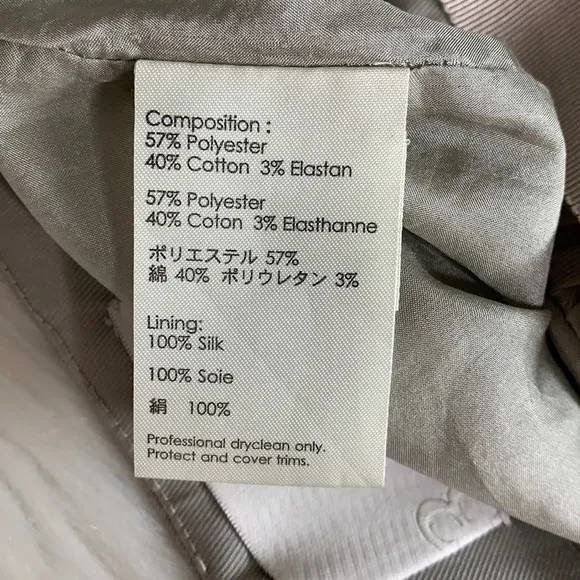 Composition :
57% Polyester
40% Cotton 3% Elastan
57% Polyester
40% Coton 3% Elasthanne
ポリエステル 57%
綿 40% ポリウレタン 3%
Lining:
100% Silk
100% Soie
絹 100%
Professional dryclean only.
Protect and cover trims.